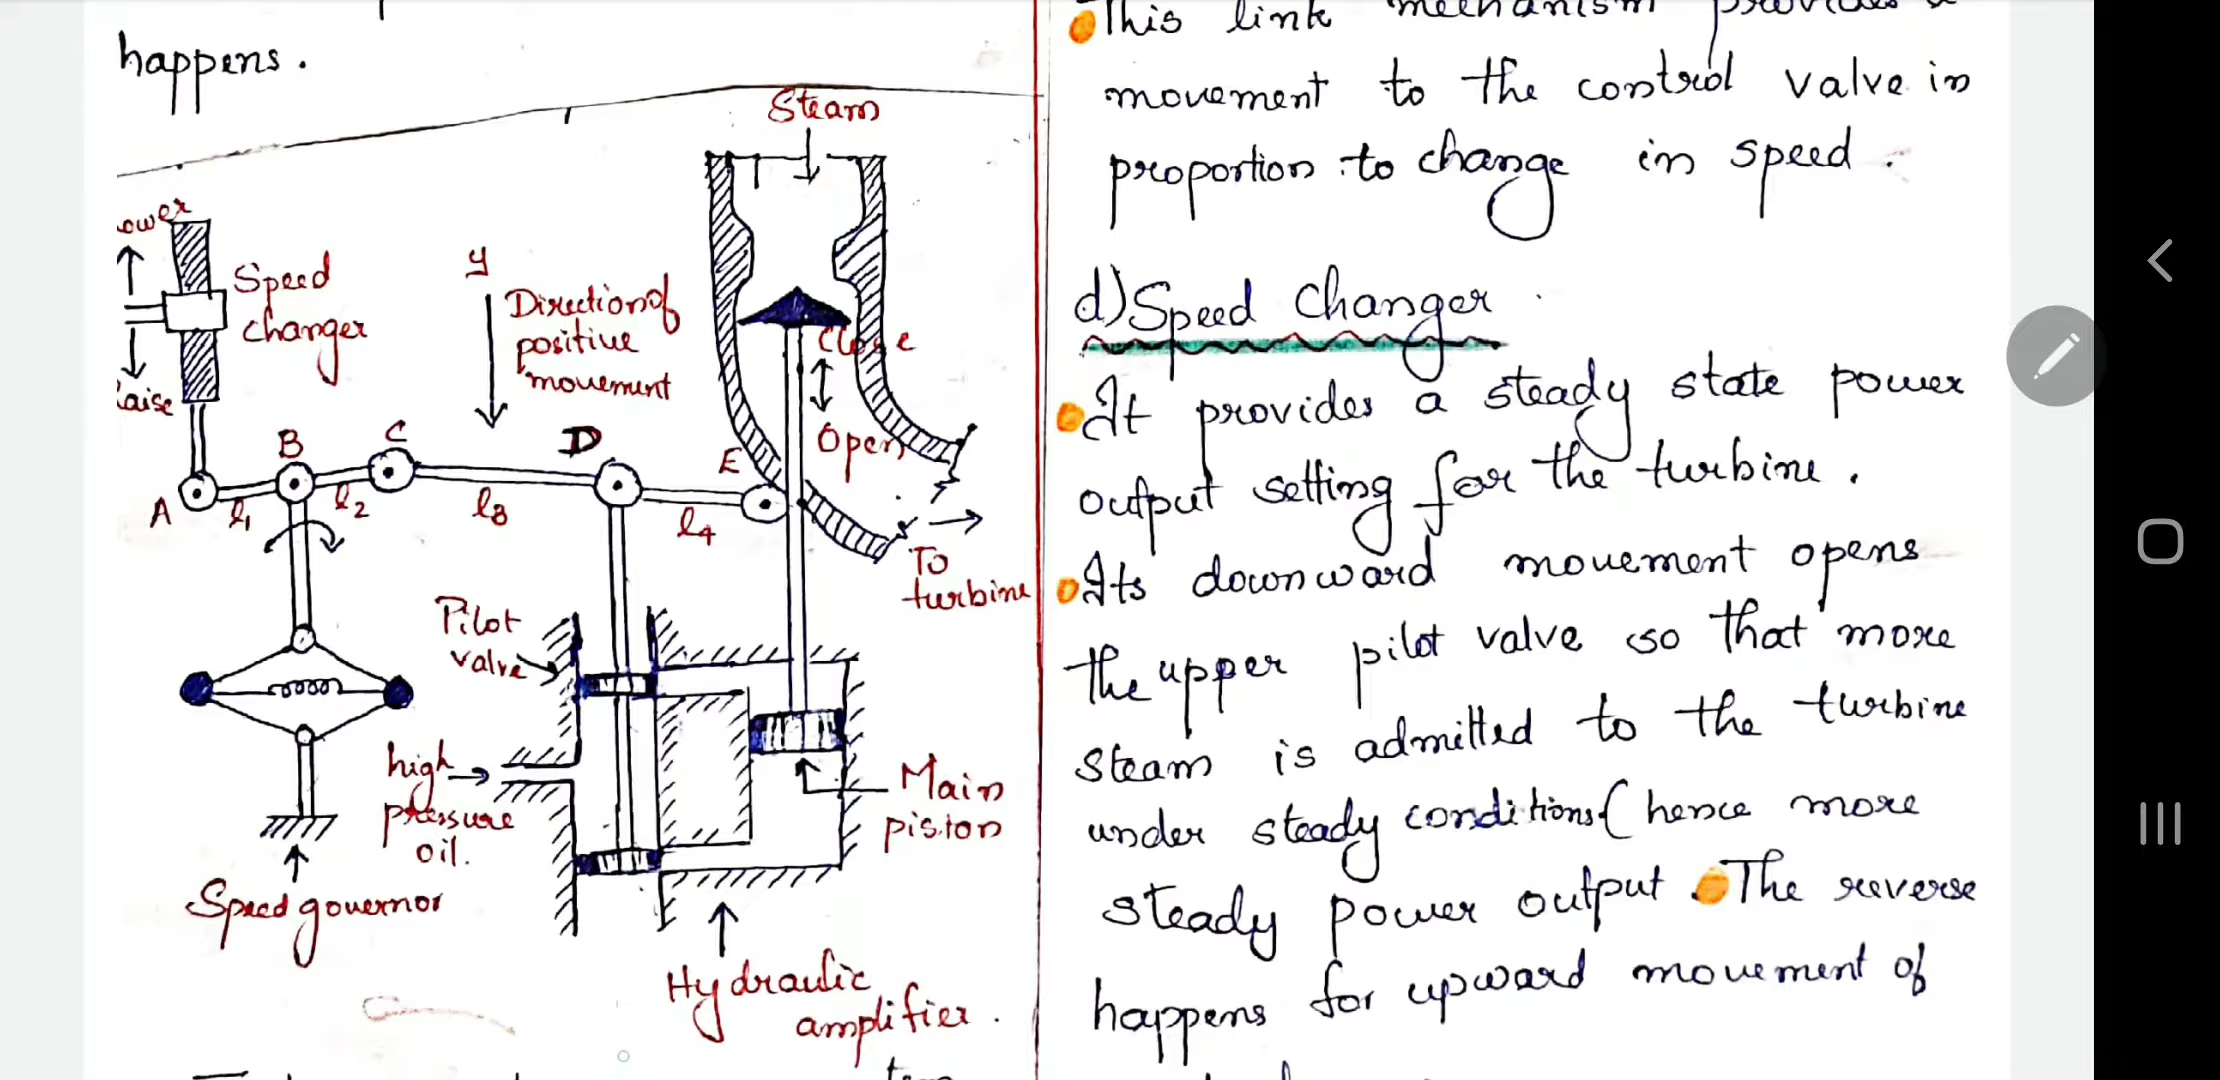 happens.
Steam
ower
Speed
changer
aise
y
Direction of
positive
movement
Close
Open
A
B
C
D
E
l1
l2
l3
l4
To
turbine
Pilot
valve
high
pressure
oil.
Main
piston
Speed governor
Hydraulic
amplifier.
This link mechanism provides a
movement to the control valve in
proportion to change in speed.
d) Speed changer
It provides a steady state power
output setting for the turbine.
Its downward movement opens
the upper pilot valve so that more
steam is admitted to the turbine
under steady conditions (hence more
steady power output. The reverse
happens for upward movement of